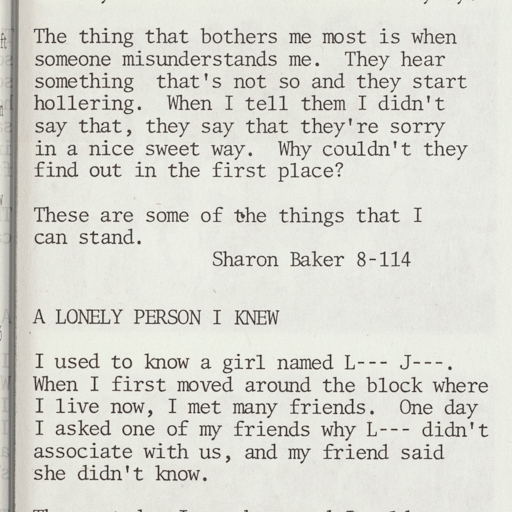 The thing that bothers me most is when
someone misunderstands me. They hear
something that's not so and they start
hollering. When I tell them I didn't
say that, they say that they're sorry
in a nice sweet way. Why couldn't they
find out in the first place?
These are some of the things that I
can stand.
Sharon Baker 8-114
A LONELY PERSON I KNEW
I used to know a girl named L--- J---.
When I first moved around the block where
I live now, I met many friends. One day
I asked one of my friends why L--- didn't
associate with us, and my friend said
she didn't know.